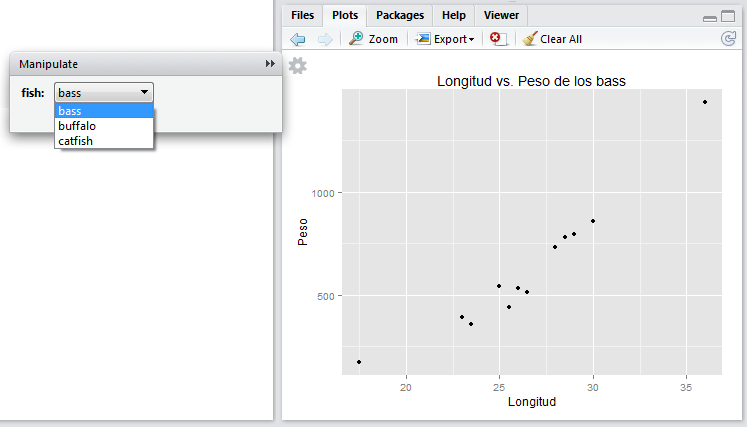 Files Plots Packages Help Viewer
Zoom Export Clear All
Manipulate
fish: bass
bass
buffalo
catfish
Longitud vs. Peso de los bass
Peso
1000
500
20 25 30 35
Longitud